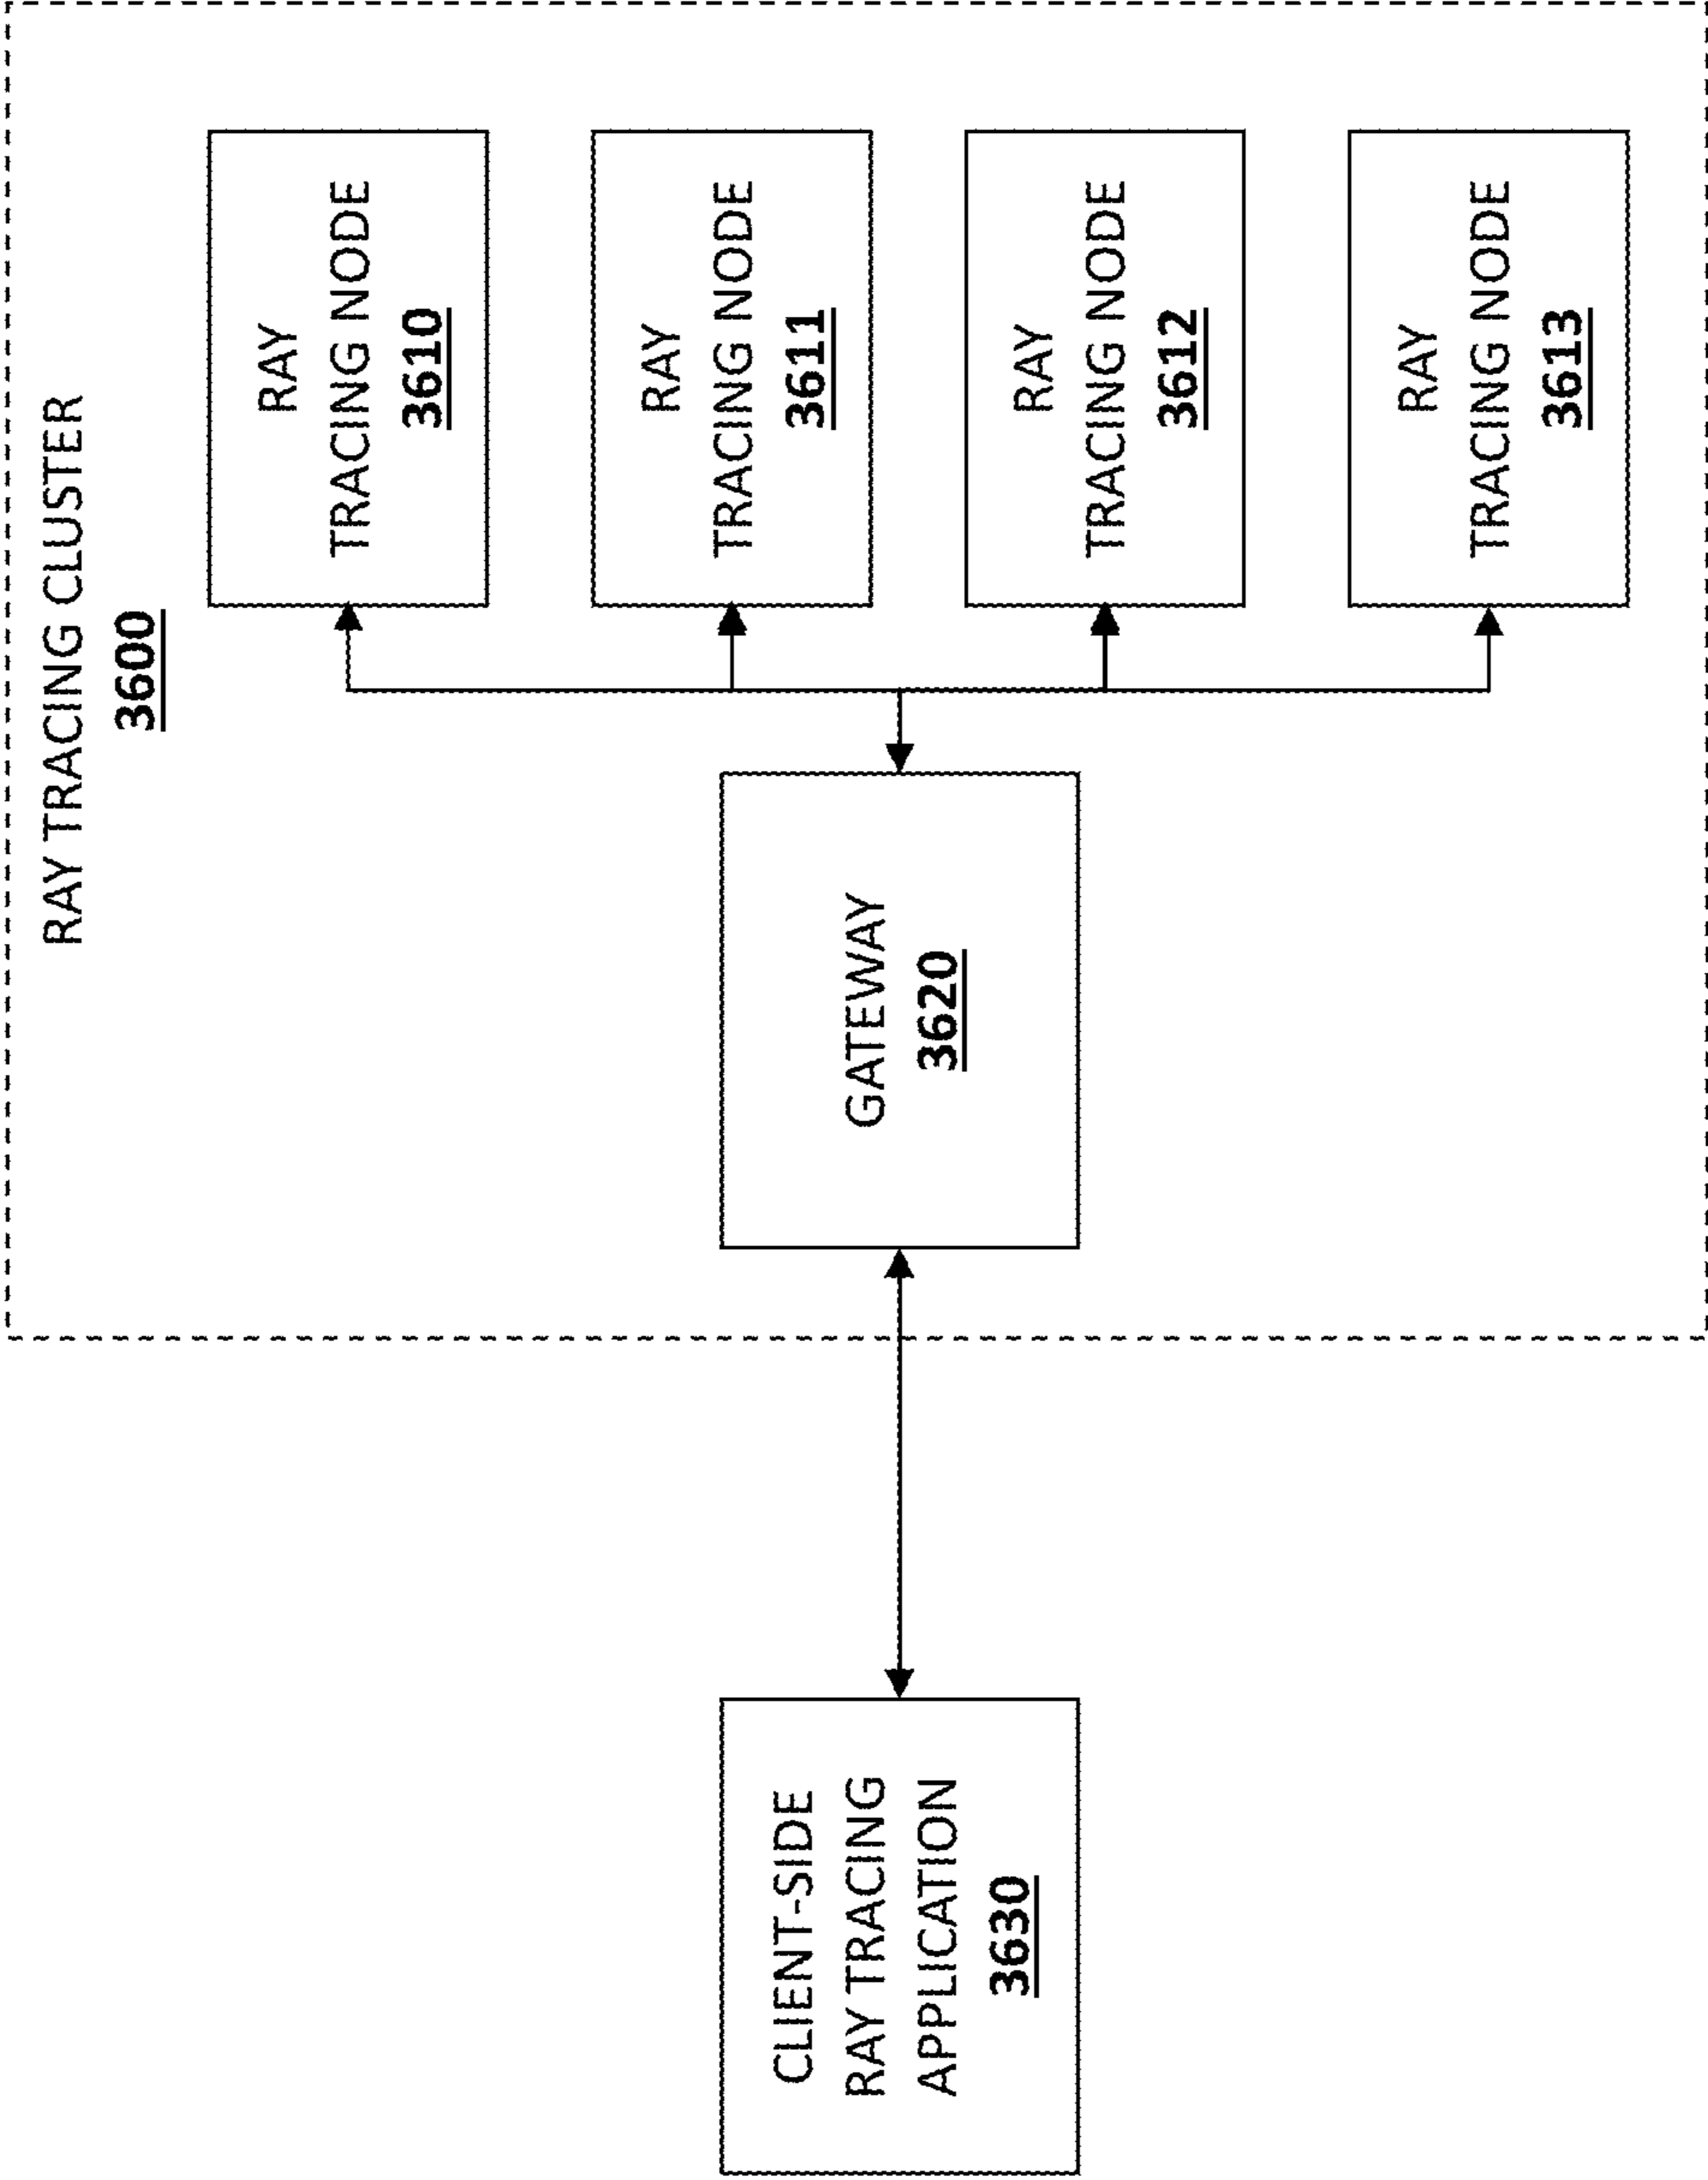 RAY TRACING CLUSTER
3600
RAY
TRACING NODE
3610
RAY
TRACING NODE
3611
RAY
TRACING NODE
3612
RAY
TRACING NODE
3613
GATEWAY
3620
CLIENT-SIDE
RAY TRACING
APPLICATION
3630